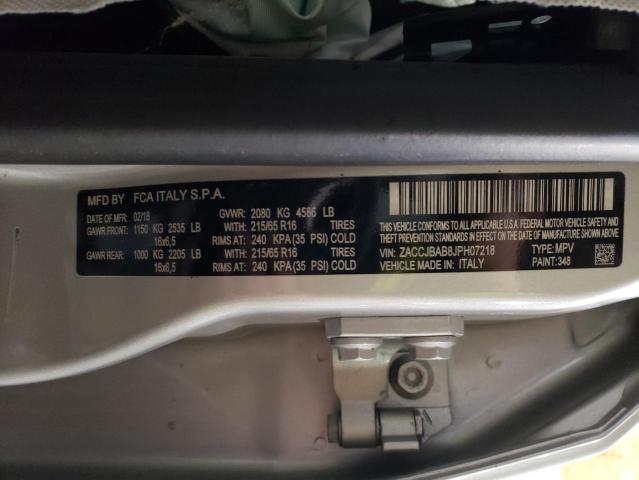 MFD BY FCA ITALY S.P.A.
DATE OF MFR: 02/18 GVWR: 2080 KG 4586 LB
GAWR FRONT: 1150 KG 2535 LB WITH: 215/65 R16 TIRES
16x6,5 RIMS AT: 240 KPA (35 PSI) COLD
GAWR REAR: 1000 KG 2205 LB WITH: 215/65 R16 TIRES
16x6,5 RIMS AT: 240 KPA (35 PSI) COLD
THIS VEHICLE CONFORMS TO ALL APPLICABLE U.S.A. FEDERAL MOTOR VEHICLE SAFETY AND THEFT
PREVENTION STANDARDS IN EFFECT ON THE DATE OF MANUFACTURE SHOWN ABOVE.
VIN: ZACCJBAB8JPH07218 TYPE: MPV
VEHICLE MADE IN: ITALY PAINT: 348